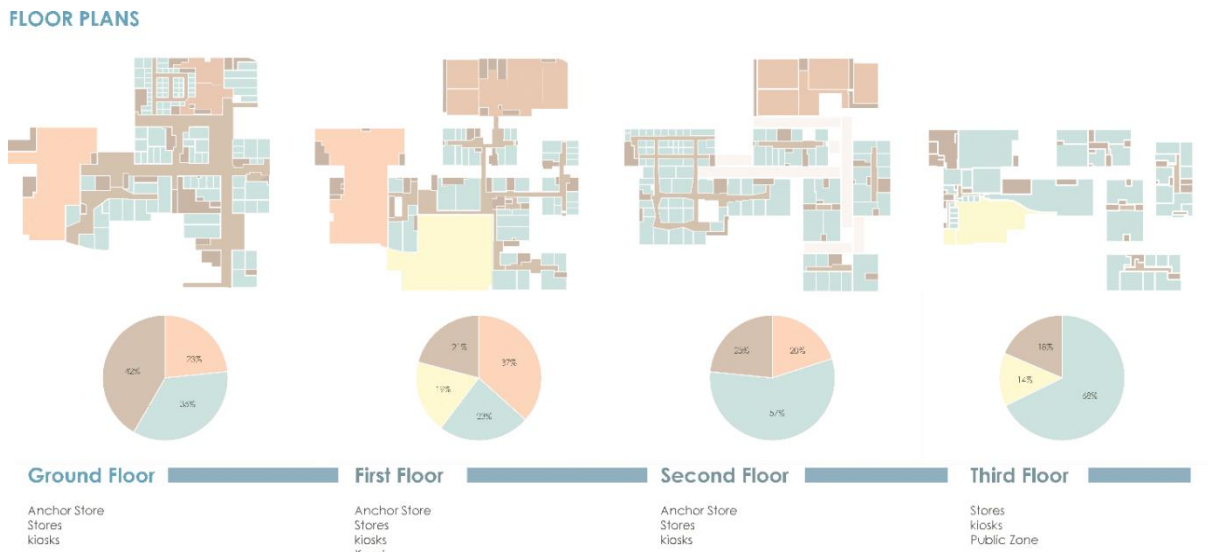 FLOOR PLANS
42%
23%
35%
21%
37%
19%
23%
20%
57%
18%
14%
68%
Ground Floor
First Floor
Second Floor
Third Floor
Anchor Store
Stores
kiosks
Anchor Store
Stores
kiosks
Anchor Store
Stores
kiosks
Stores
kiosks
Public Zone